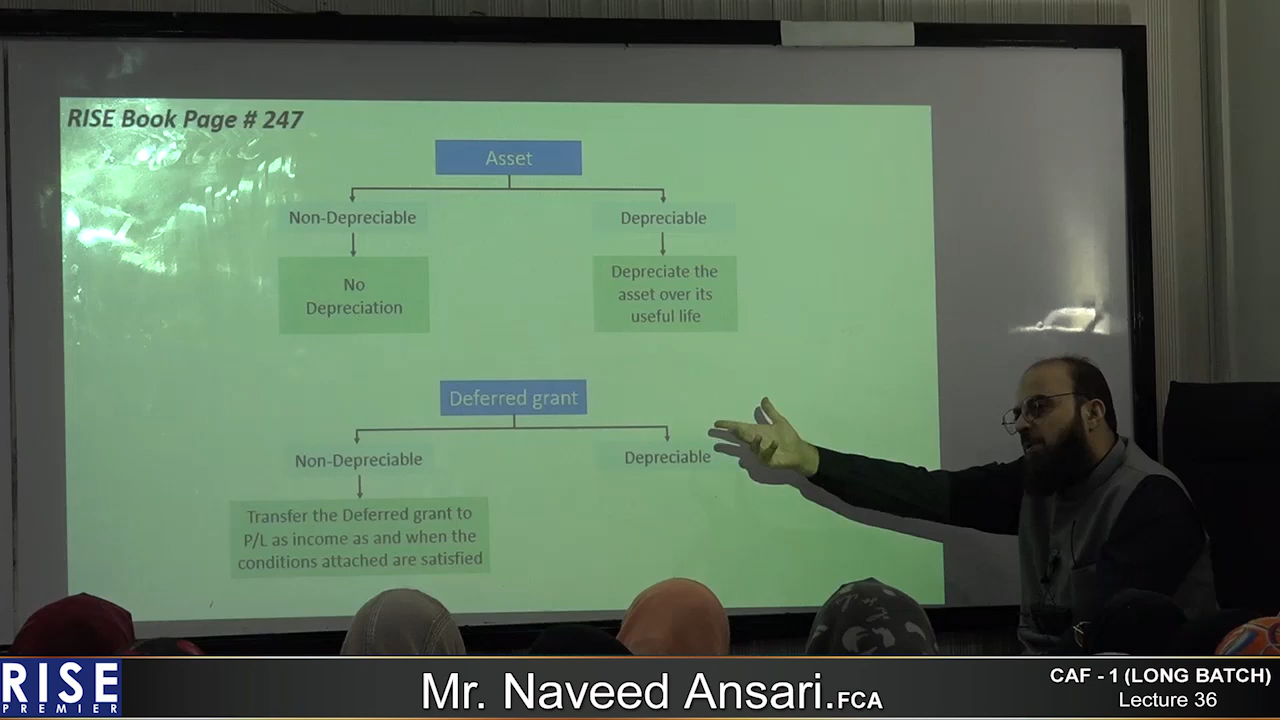 RISE Book Page # 247
Asset
Non-Depreciable
Depreciable
No
Depreciation
Depreciate the
asset over its
useful life
Deferred grant
Non-Depreciable
Depreciable
Transfer the Deferred grant to
P/L as income as and when the
conditions attached are satisfied
RISE
PREMIER
Mr. Naveed Ansari.FCA
CAF - 1 (LONG BATCH)
Lecture 36